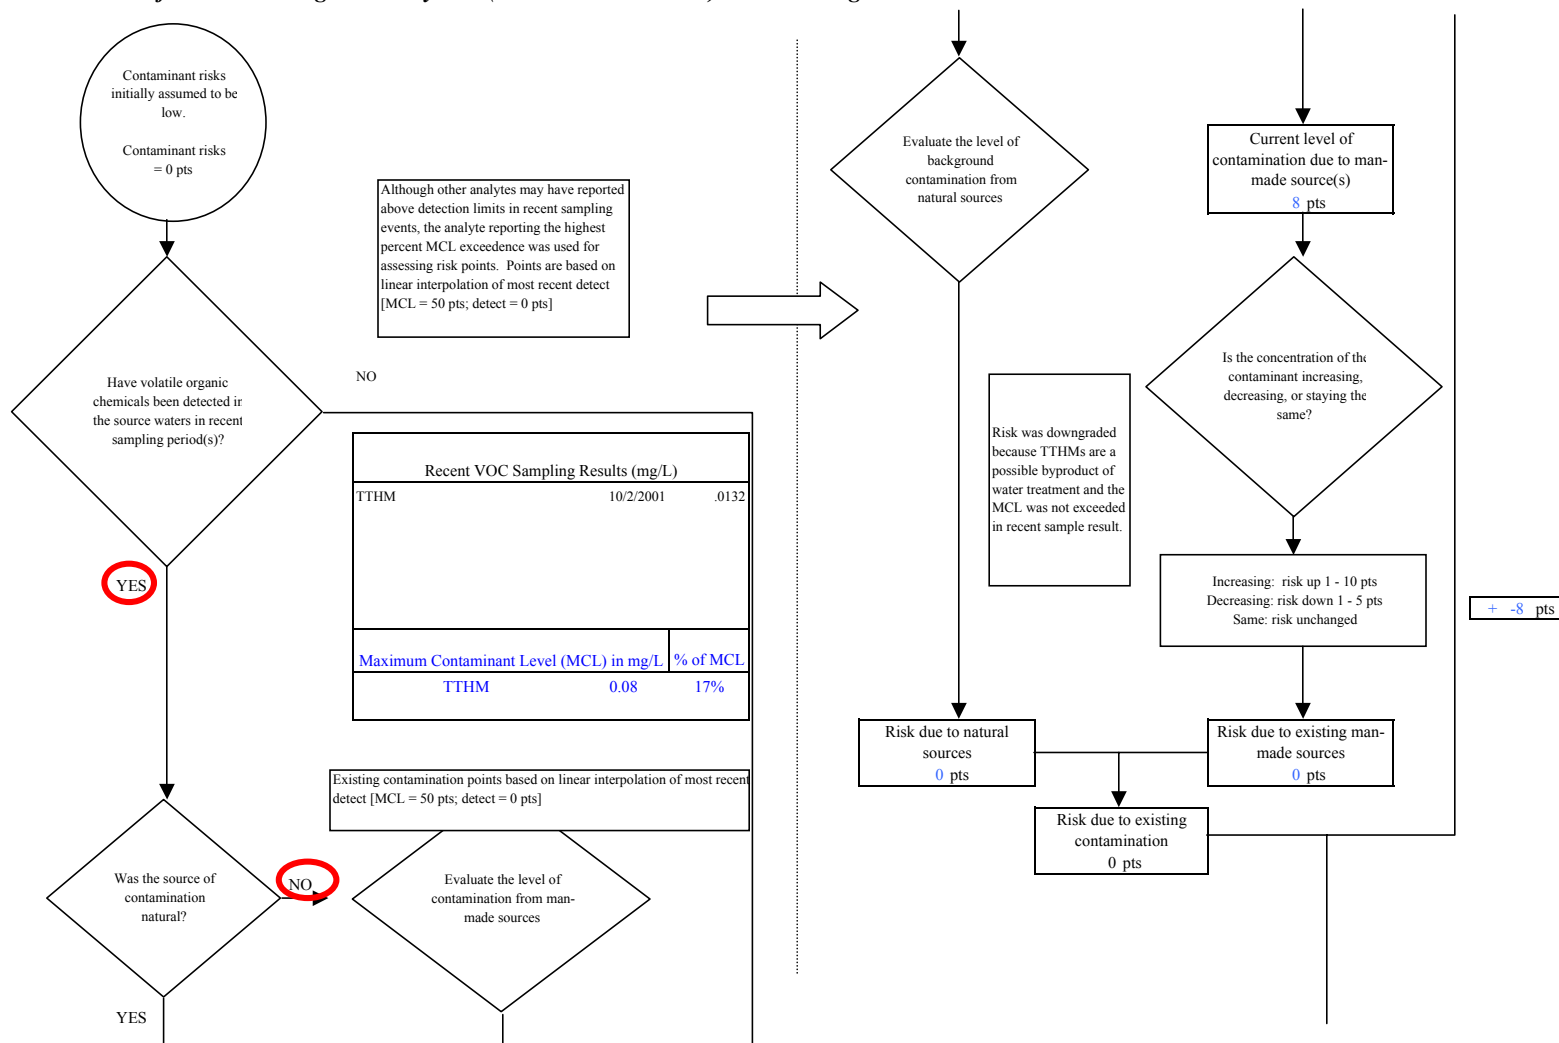 Contaminant risks
initially assumed to be
low.
Contaminant risks
= 0 pts
Although other analytes may have reported
above detection limits in recent sampling
events, the analyte reporting the highest
percent MCL exceedence was used for
assessing risk points. Points are based on
linear interpolation of most recent detect
[MCL = 50 pts; detect = 0 pts]
Have volatile organic
chemicals been detected in
the source waters in recent
sampling period(s)?
NO
YES
Recent VOC Sampling Results (mg/L)
TTHM 10/2/2001 .0132
Maximum Contaminant Level (MCL) in mg/L % of MCL
TTHM 0.08 17%
Existing contamination points based on linear interpolation of most recent
detect [MCL = 50 pts; detect = 0 pts]
Was the source of
contamination
natural?
NO
YES
Evaluate the level of
contamination from man-
made sources
Evaluate the level of
background
contamination from
natural sources
Current level of
contamination due to man-
made source(s)
8 pts
Is the concentration of the
contaminant increasing,
decreasing, or staying the
same?
Risk was downgraded
because TTHMs are a
possible byproduct of
water treatment and the
MCL was not exceeded
in recent sample result.
Increasing: risk up 1 - 10 pts
Decreasing: risk down 1 - 5 pts
Same: risk unchanged
+ -8 pts
Risk due to natural
sources
0 pts
Risk due to existing man-
made sources
0 pts
Risk due to existing
contamination
0 pts